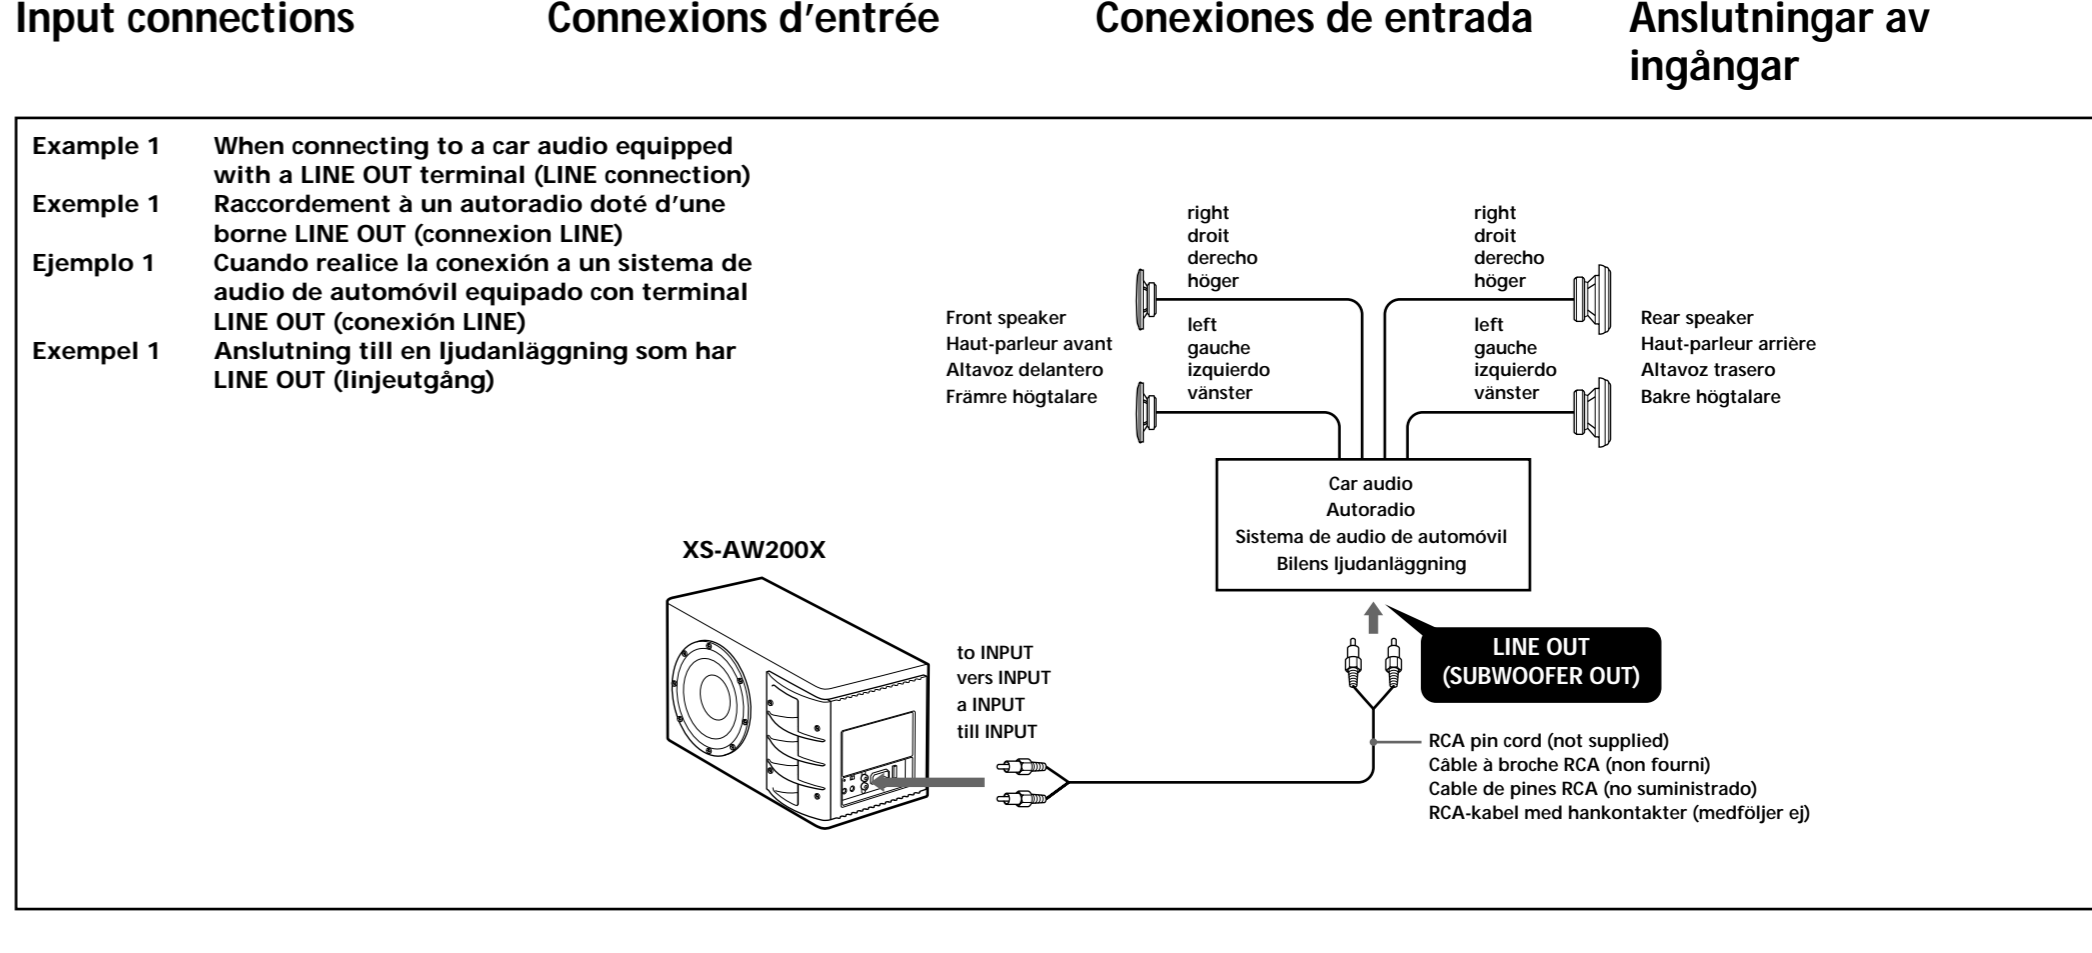 Input connections
Connexions d'entrée
Conexiones de entrada
Anslutningar av
ingångar
Example 1 When connecting to a car audio equipped
with a LINE OUT terminal (LINE connection)
Exemple 1 Raccordement à un autoradio doté d'une
borne LINE OUT (connexion LINE)
Ejemplo 1 Cuando realice la conexión a un sistema de
audio de automóvil equipado con terminal
LINE OUT (conexión LINE)
Exempel 1 Anslutning till en ljudanläggning som har
LINE OUT (linjeutgång)
right
droit
derecho
höger
right
droit
derecho
höger
Front speaker
Haut-parleur avant
Altavoz delantero
Främre högtalare
left
gauche
izquierdo
vänster
left
gauche
izquierdo
vänster
Rear speaker
Haut-parleur arrière
Altavoz trasero
Bakre högtalare
Car audio
Autoradio
Sistema de audio de automóvil
Bilens ljudanläggning
XS-AW200X
to INPUT
vers INPUT
a INPUT
till INPUT
LINE OUT
(SUBWOOFER OUT)
RCA pin cord (not supplied)
Câble à broche RCA (non fourni)
Cable de pines RCA (no suministrado)
RCA-kabel med hankontakter (medföljer ej)